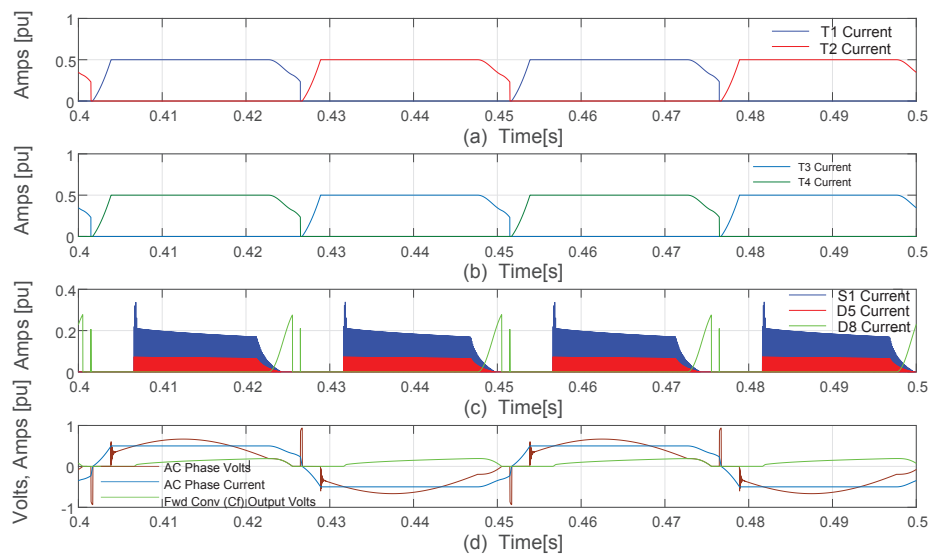 Amps [pu]
1
0.5
0
T1 Current
T2 Current
0.4 0.41 0.42 0.43 0.44 0.45 0.46 0.47 0.48 0.49 0.5
(a) Time[s]
Amps [pu]
1
0.5
0
T3 Current
T4 Current
0.4 0.41 0.42 0.43 0.44 0.45 0.46 0.47 0.48 0.49 0.5
(b) Time[s]
Amps [pu]
0.4
0.2
0
S1 Current
D5 Current
D8 Current
0.4 0.41 0.42 0.43 0.44 0.45 0.46 0.47 0.48 0.49 0.5
(c) Time[s]
Volts, Amps [pu]
1
0
-1
AC Phase Volts
AC Phase Current
Fwd Conv (Cf) Output Volts
0.4 0.41 0.42 0.43 0.44 0.45 0.46 0.47 0.48 0.49 0.5
(d) Time[s]